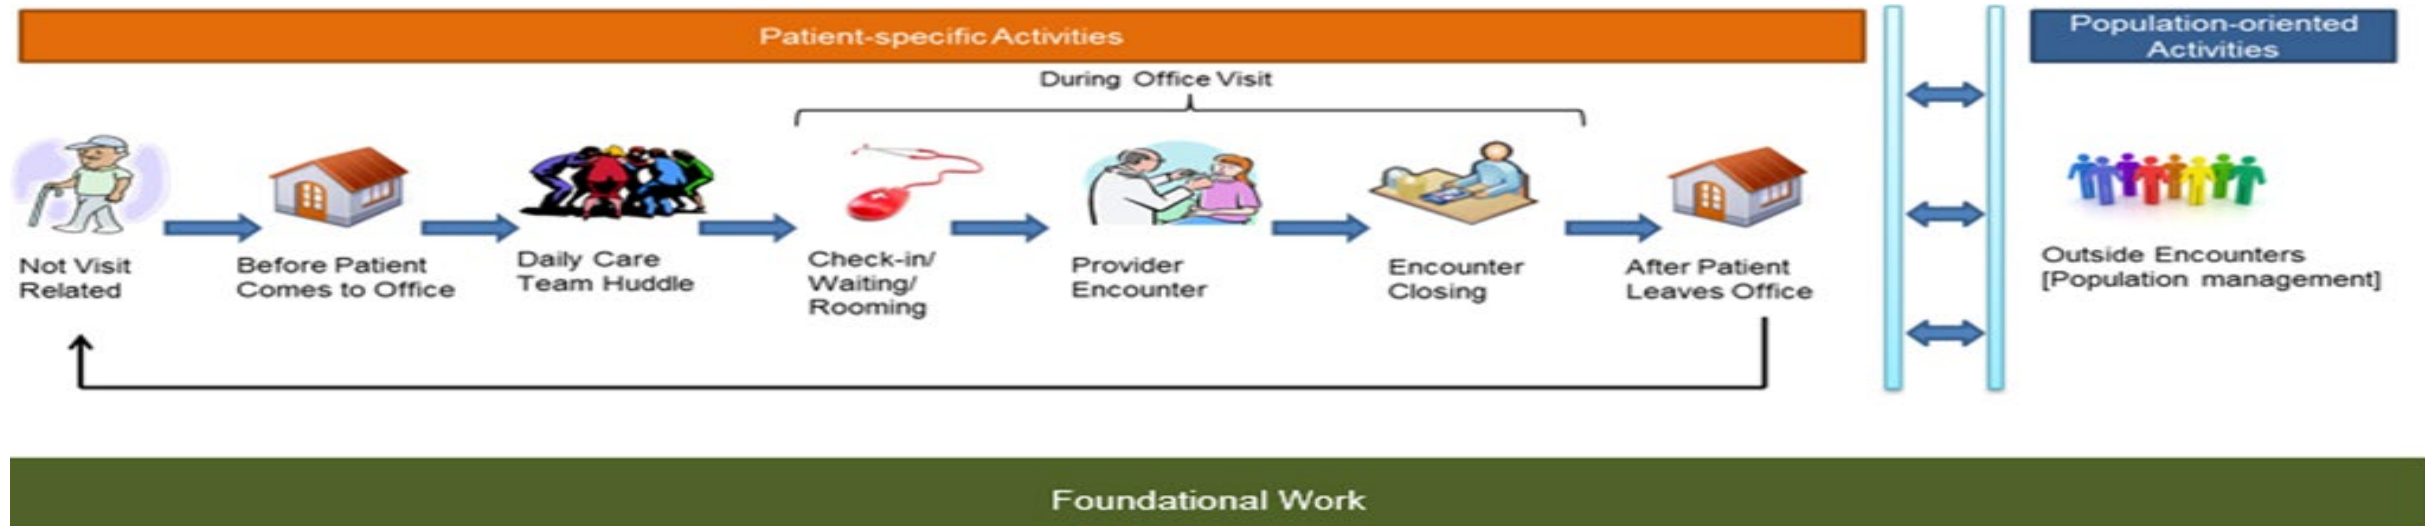 Patient-specific Activities
Population-oriented
Activities
During Office Visit
Not Visit
Related
Before Patient
Comes to Office
Daily Care
Team Huddle
Check-in/
Waiting/
Rooming
Provider
Encounter
Encounter
Closing
After Patient
Leaves Office
Outside Encounters
[Population management]
Foundational Work